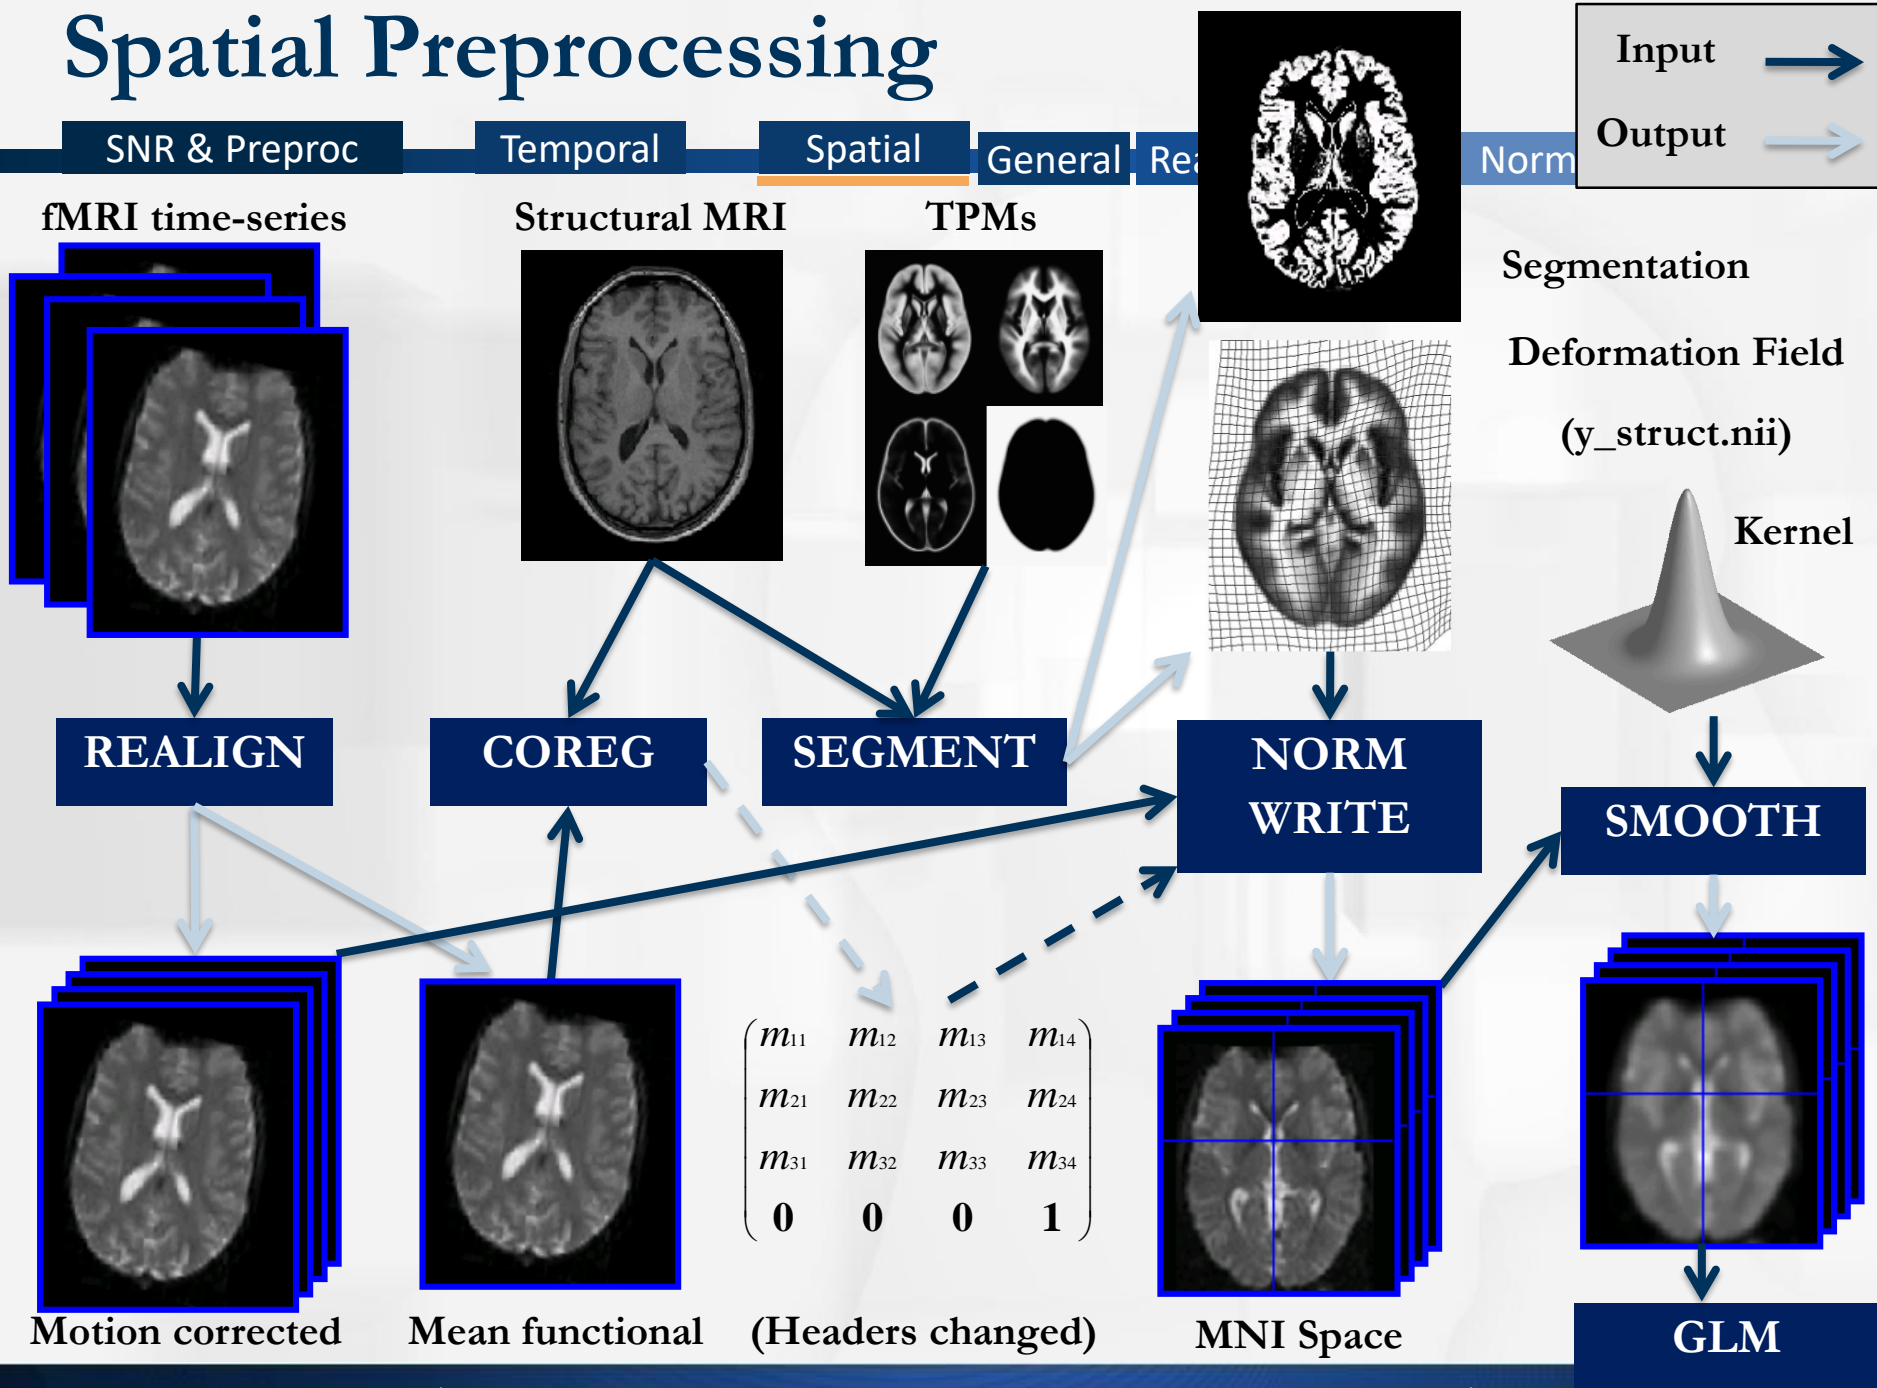 Spatial Preprocessing
Input
Output
SNR & Preproc
Temporal
Spatial
General
Norm
fMRI time-series
Structural MRI
TPMs
Segmentation
Deformation Field
(y_struct.nii)
Kernel
REALIGN
COREG
SEGMENT
NORM
WRITE
SMOOTH
m11 m12 m13 m14
m21 m22 m23 m24
m31 m32 m33 m34
0 0 0 1
Motion corrected
Mean functional
(Headers changed)
MNI Space
GLM